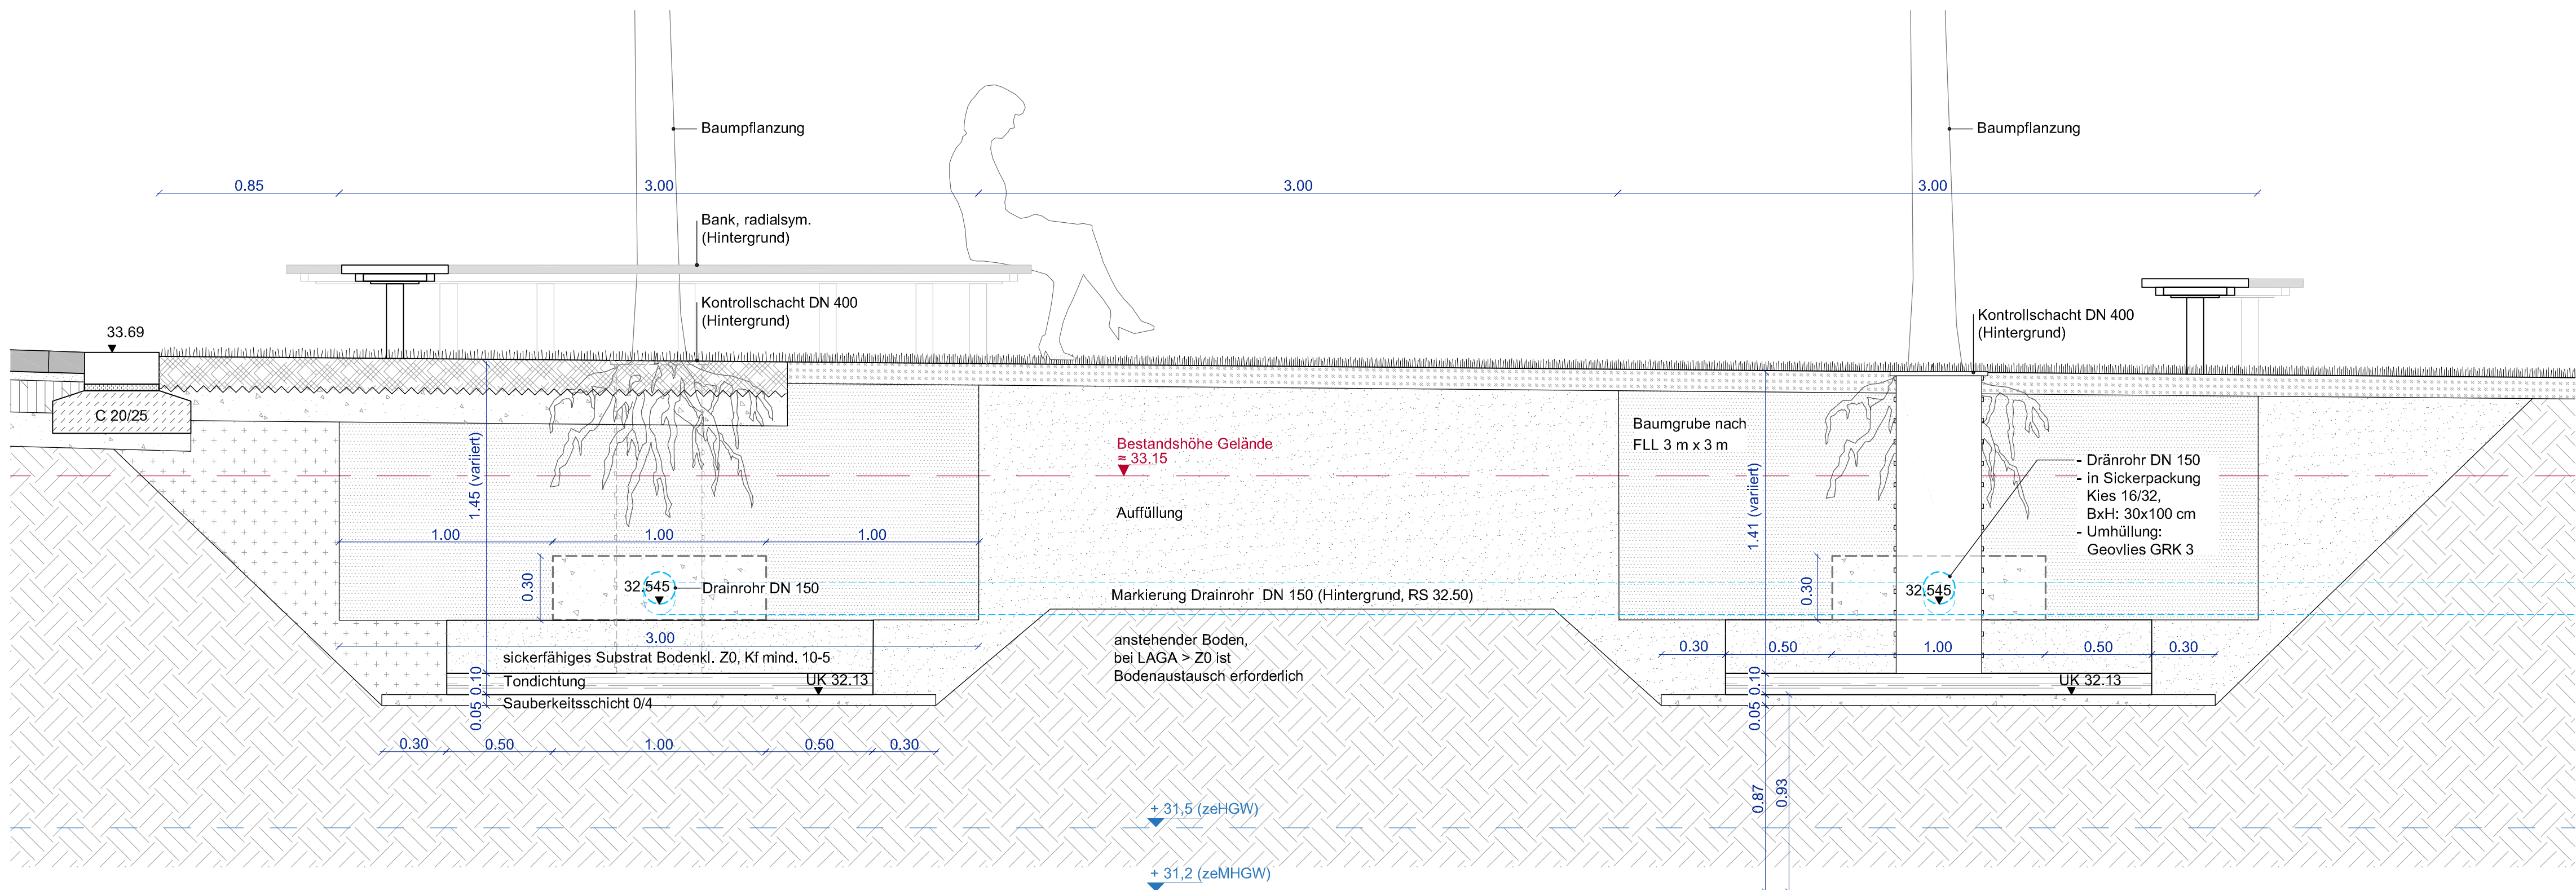 Baumpflanzung
Baumpflanzung
0.85
3.00
3.00
3.00
Bank, radialsym.
(Hintergrund)
Kontrollschacht DN 400
(Hintergrund)
Kontrollschacht DN 400
(Hintergrund)
33.69
C 20/25
Baumgrube nach
FLL 3 m x 3 m
Bestandshöhe Gelände
≈ 33.15
1.45 (variiert)
1.41 (variiert)
- Dränrohr DN 150
- in Sickerpackung
Kies 16/32,
BxH: 30x100 cm
- Umhüllung:
Geovlies GRK 3
Auffüllung
1.00
1.00
1.00
0.30
32.545
Drainrohr DN 150
Markierung Drainrohr DN 150 (Hintergrund, RS 32.50)
0.30
32.545
3.00
sickerfähiges Substrat Bodenkl. Z0, Kf mind. 10-5
anstehender Boden,
bei LAGA > Z0 ist
Bodenaustausch erforderlich
0.30
0.50
1.00
0.50
0.30
0.10
Tondichtung
UK 32.13
0.10
UK 32.13
0.05
Sauberkeitsschicht 0/4
0.05
0.30
0.50
1.00
0.50
0.30
0.87
0.93
+ 31,5 (zeHGW)
+ 31,2 (zeMHGW)